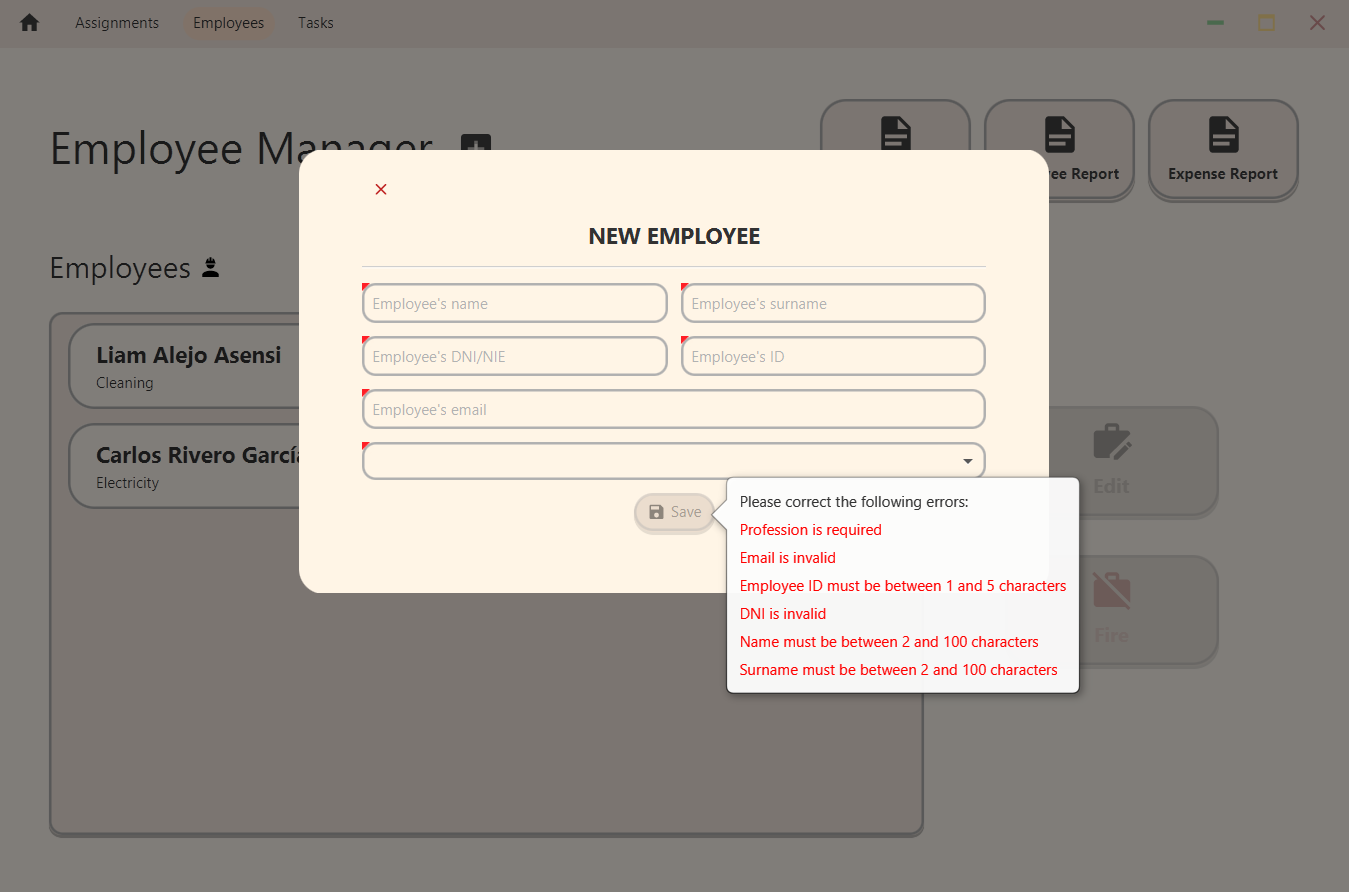 Assignments
Employees
Tasks
Employee Manager
ee Report
Expense Report
NEW EMPLOYEE
Employees
Employee's name
Employee's surname
Liam Alejo Asensi
Cleaning
Employee's DNI/NIE
Employee's ID
Employee's email
Carlos Rivero García
Electricity
Edit
Save
Please correct the following errors:
Profession is required
Email is invalid
Employee ID must be between 1 and 5 characters
DNI is invalid
Name must be between 2 and 100 characters
Surname must be between 2 and 100 characters
Fire